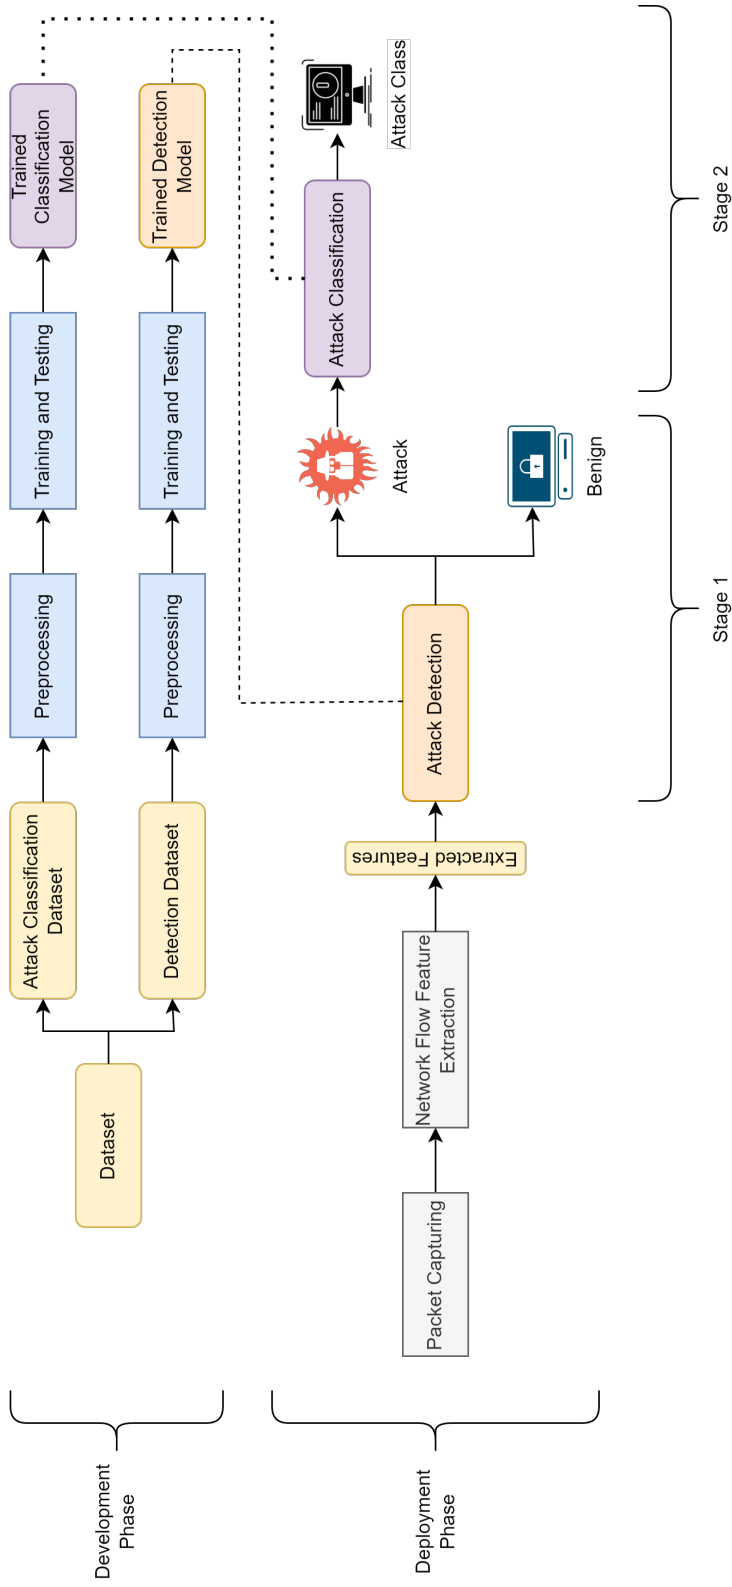 Development
Phase
Dataset
Attack Classification
Dataset
Preprocessing
Training and Testing
Trained
Classification
Model
Detection Dataset
Preprocessing
Training and Testing
Trained Detection
Model
Deployment
Phase
Packet Capturing
Network Flow Feature
Extraction
Extracted Features
Attack Detection
Attack
Benign
Attack Classification
Attack Class
Stage 1
Stage 2